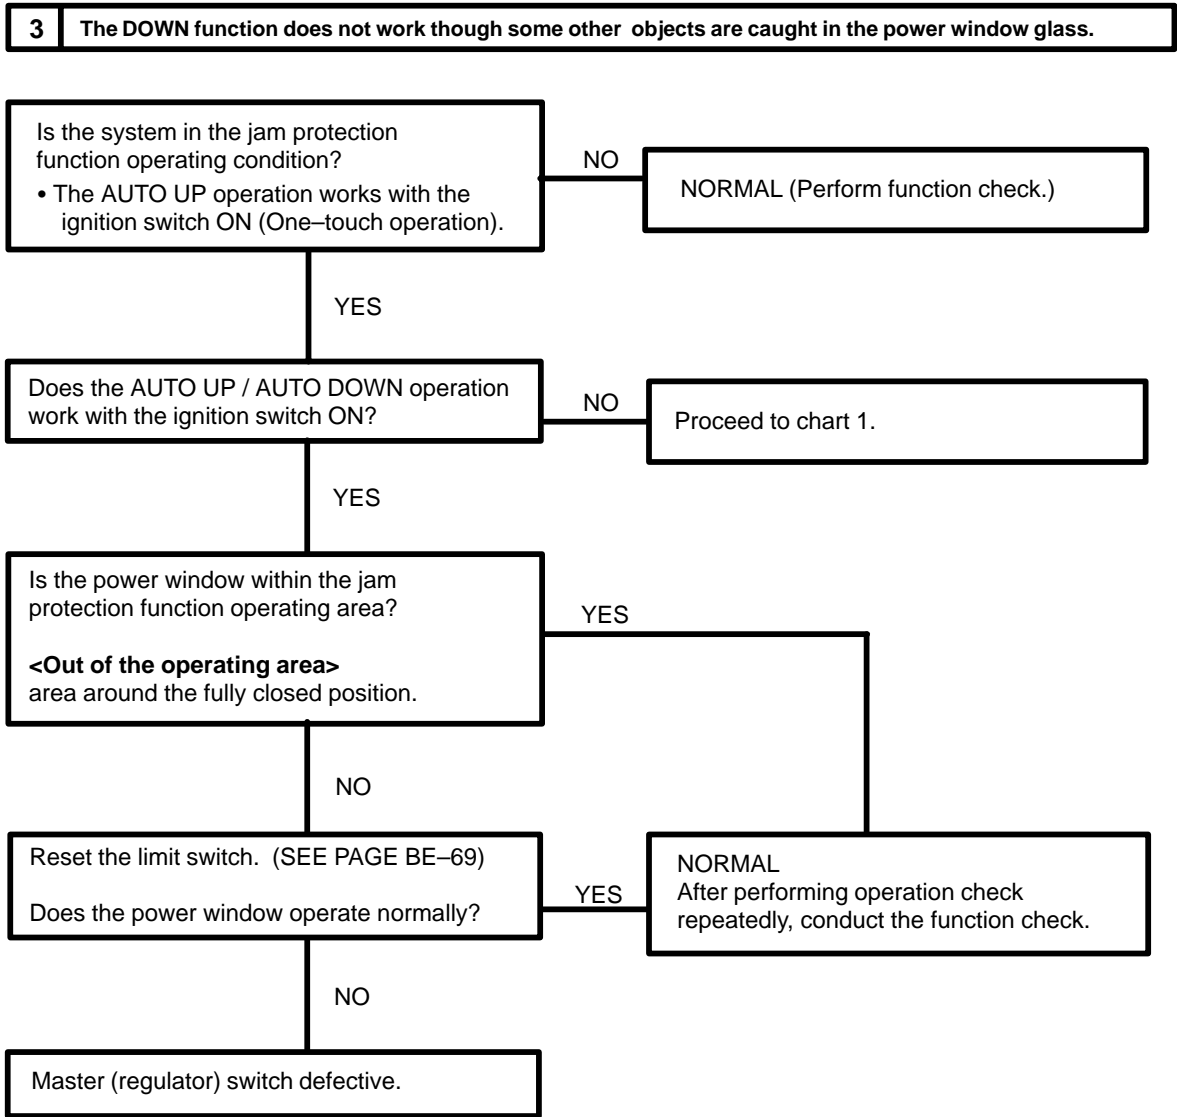 3 The DOWN function does not work though some other objects are caught in the power window glass.
Is the system in the jam protection
function operating condition?
• The AUTO UP operation works with the
ignition switch ON (One–touch operation).
NO
NORMAL (Perform function check.)
YES
Does the AUTO UP / AUTO DOWN operation
work with the ignition switch ON?
NO
Proceed to chart 1.
YES
Is the power window within the jam
protection function operating area?
<Out of the operating area>
area around the fully closed position.
YES
NO
Reset the limit switch. (SEE PAGE BE–69)
Does the power window operate normally?
YES
NORMAL
After performing operation check
repeatedly, conduct the function check.
NO
Master (regulator) switch defective.